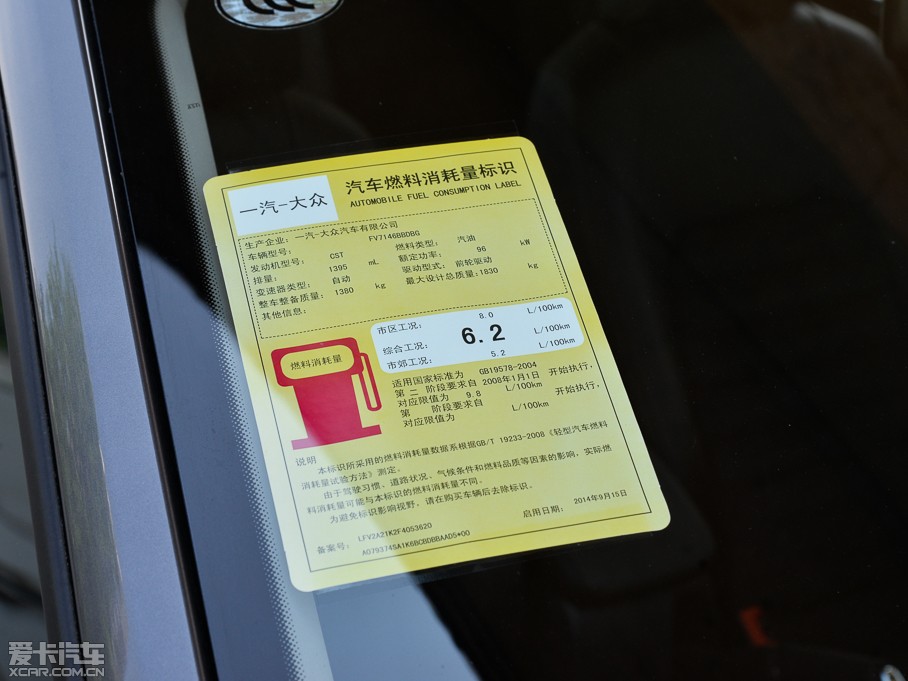 一汽-大众
汽车燃料消耗量标识
AUTOMOBILE FUEL CONSUMPTION LABEL
生产企业: 一汽-大众汽车有限公司
车辆型号: FV7146BBDBG
发动机型号: CST 燃料类型: 汽油
排量: 1395 mL 额定功率: 96 kW
变速器类型: 自动 驱动型式: 前轮驱动
整车整备质量: 1380 kg 最大设计总质量: 1830 kg
其他信息:
市区工况: 8.0 L/100km
综合工况: 6.2 L/100km
市郊工况: 5.2 L/100km
燃料消耗量
适用国家标准为 GB19578-2004
第 二 阶段要求自 2008年1月1日 开始执行,
对应限值为 9.8 L/100km
第 阶段要求自 开始执行,
对应限值为 L/100km
说明
本标识所采用的燃料消耗量数据系根据GB/T 19233-2008《轻型汽车燃料
消耗量试验方法》测定.
由于驾驶习惯、道路状况、气候条件和燃料品质等因素的影响, 实际燃
料消耗量可能与本标识的燃料消耗量不同.
为避免标识影响视野, 请在购买车辆后去除标识.
启用日期: 2014年9月15日
备案号: LFV2A21K2F4053620
A079374SA1K6BCBDBBAAD5*00
爱卡汽车
XCAR.COM.CN